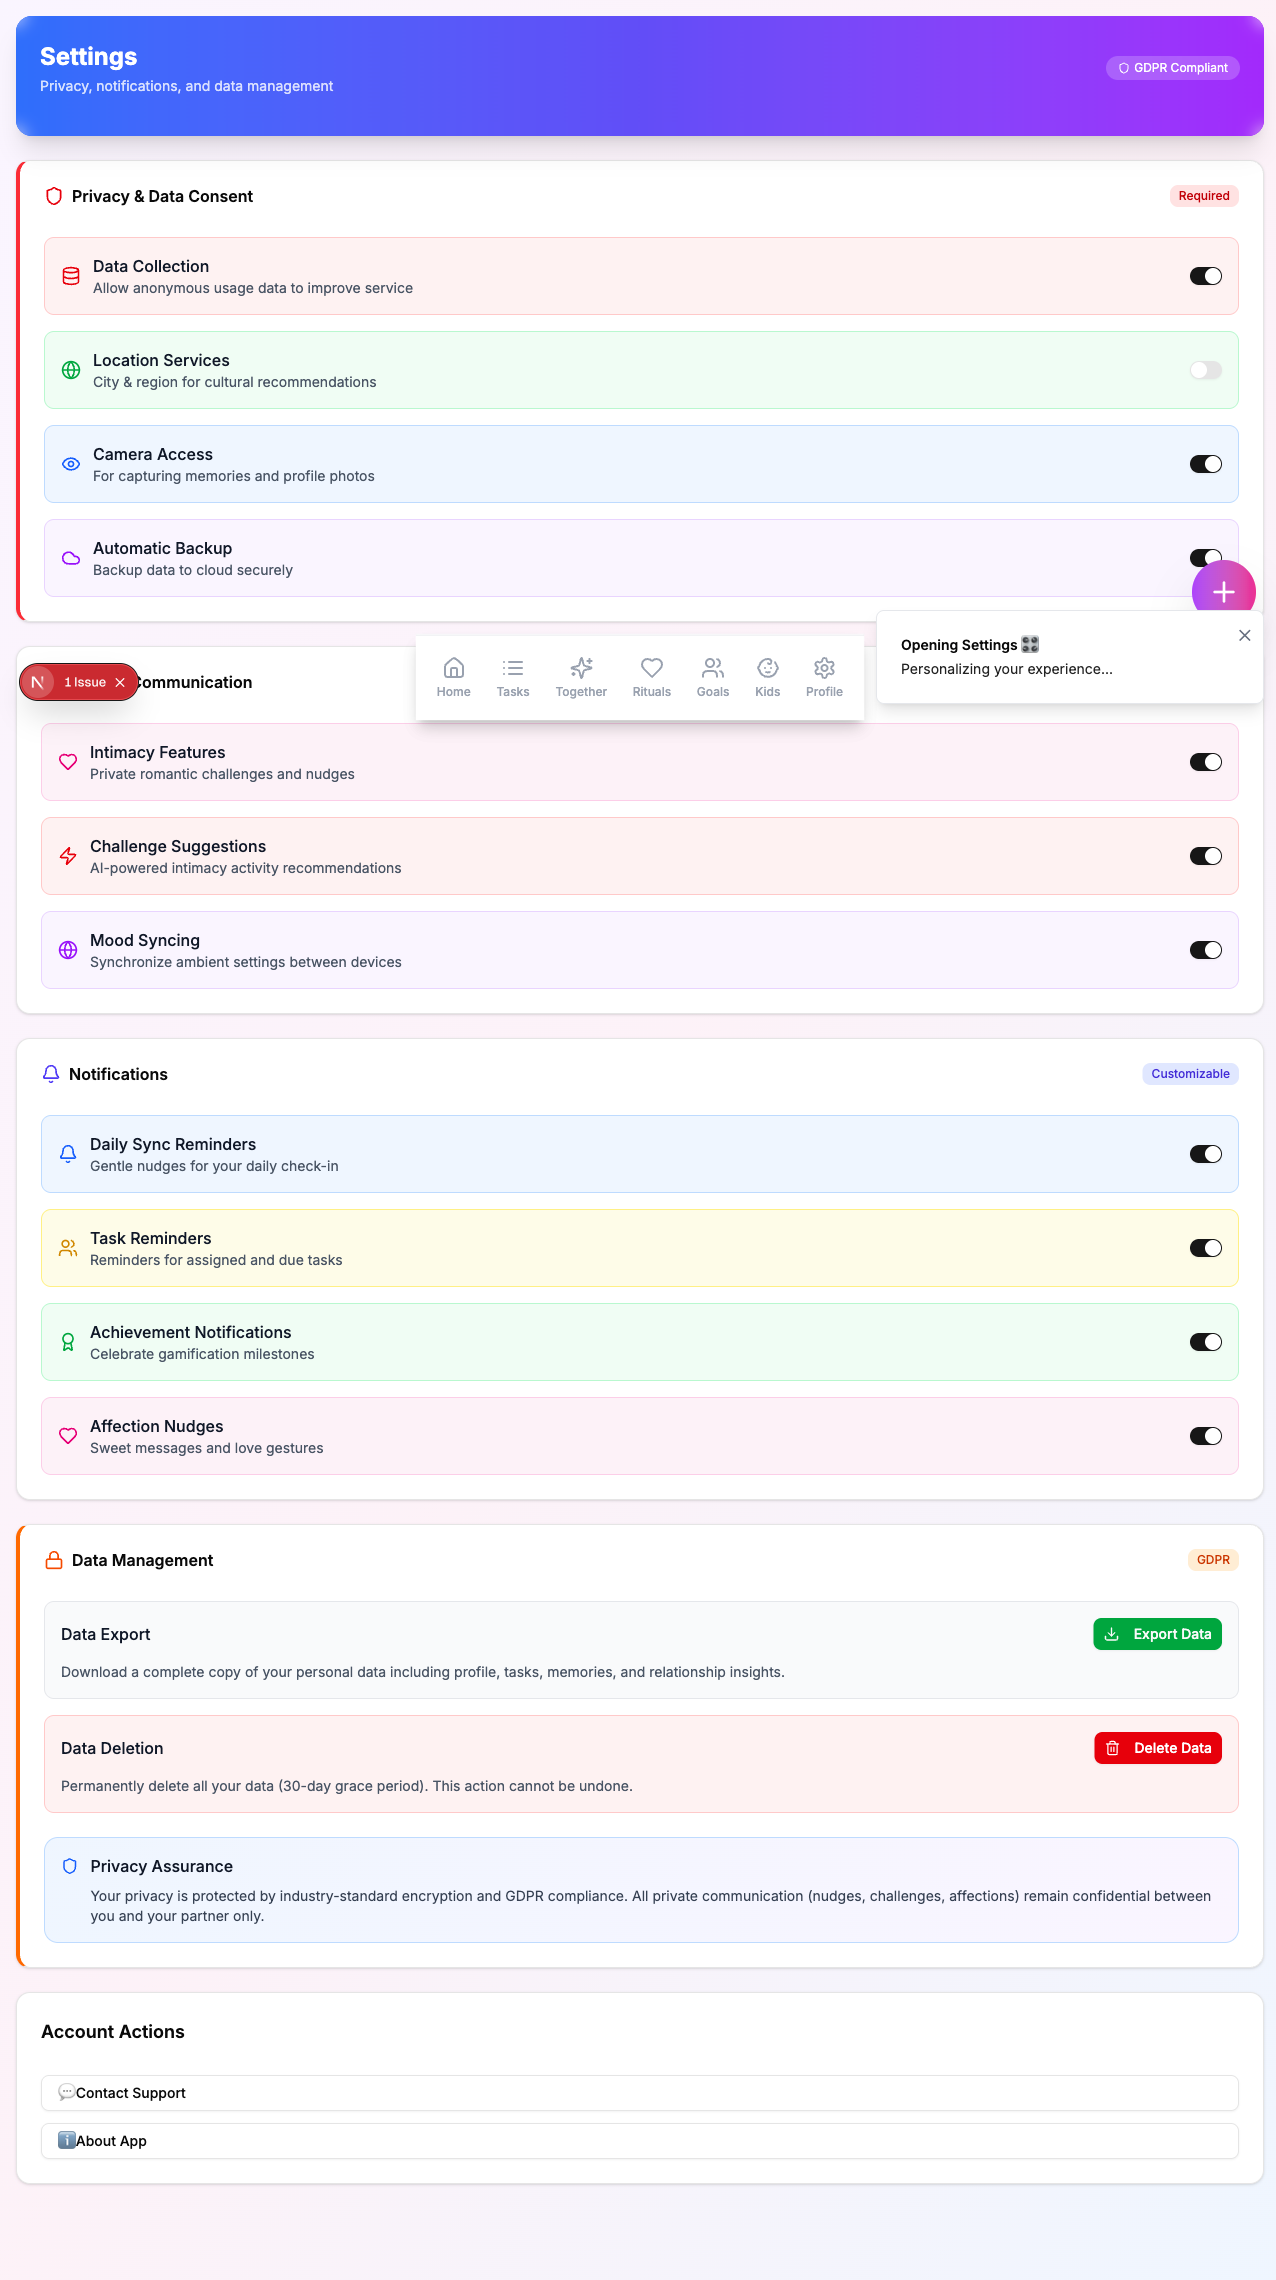 Settings
Privacy, notifications, and data management
GDPR Compliant
Privacy & Data Consent
Required
Data Collection
Allow anonymous usage data to improve service
Location Services
City & region for cultural recommendations
Camera Access
For capturing memories and profile photos
Automatic Backup
Backup data to cloud securely
Opening Settings 🎛️
Personalizing your experience...
1 Issue
Communication
Home
Tasks
Together
Rituals
Goals
Kids
Profile
Intimacy Features
Private romantic challenges and nudges
Challenge Suggestions
AI-powered intimacy activity recommendations
Mood Syncing
Synchronize ambient settings between devices
Notifications
Customizable
Daily Sync Reminders
Gentle nudges for your daily check-in
Task Reminders
Reminders for assigned and due tasks
Achievement Notifications
Celebrate gamification milestones
Affection Nudges
Sweet messages and love gestures
Data Management
GDPR
Data Export
Export Data
Download a complete copy of your personal data including profile, tasks, memories, and relationship insights.
Data Deletion
Delete Data
Permanently delete all your data (30-day grace period). This action cannot be undone.
Privacy Assurance
Your privacy is protected by industry-standard encryption and GDPR compliance. All private communication (nudges, challenges, affections) remain confidential between
you and your partner only.
Account Actions
💬Contact Support
ℹ️About App